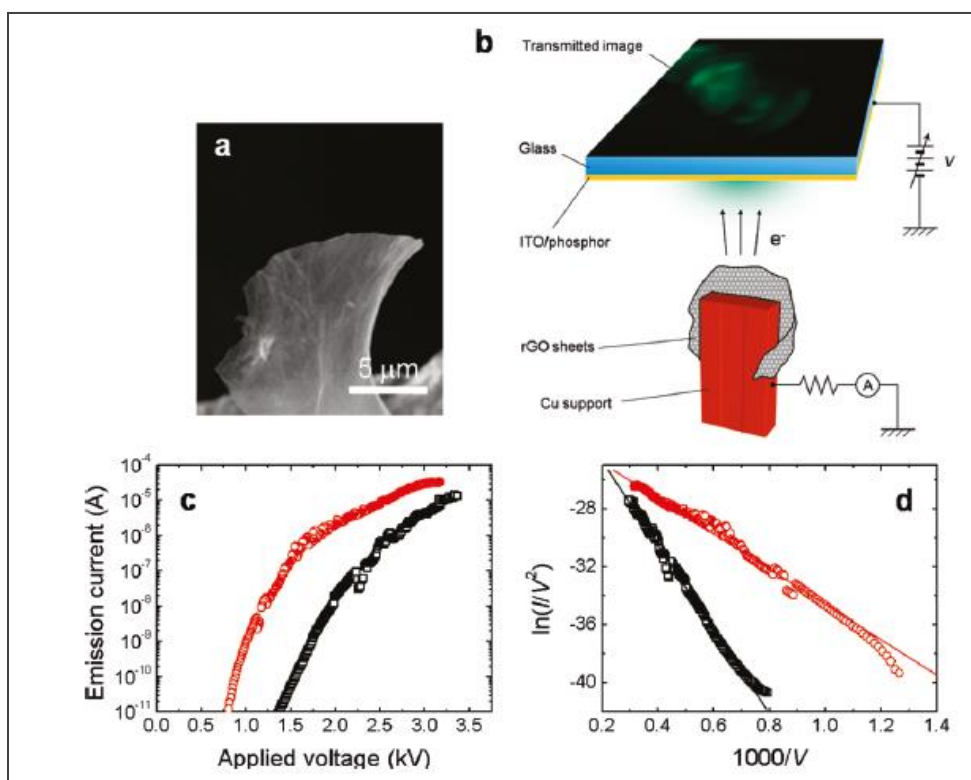 a
5 μm
b
Transmitted image
Glass
ITO/phosphor
V
e⁻
rGO sheets
Cu support
A
c
Emission current (A)
10⁻⁴
10⁻⁵
10⁻⁶
10⁻⁷
10⁻⁸
10⁻⁹
10⁻¹⁰
10⁻¹¹
0.0 0.5 1.0 1.5 2.0 2.5 3.0 3.5
Applied voltage (kV)
d
ln(I/V²)
-28
-32
-36
-40
0.2 0.4 0.6 0.8 1.0 1.2 1.4
1000/V